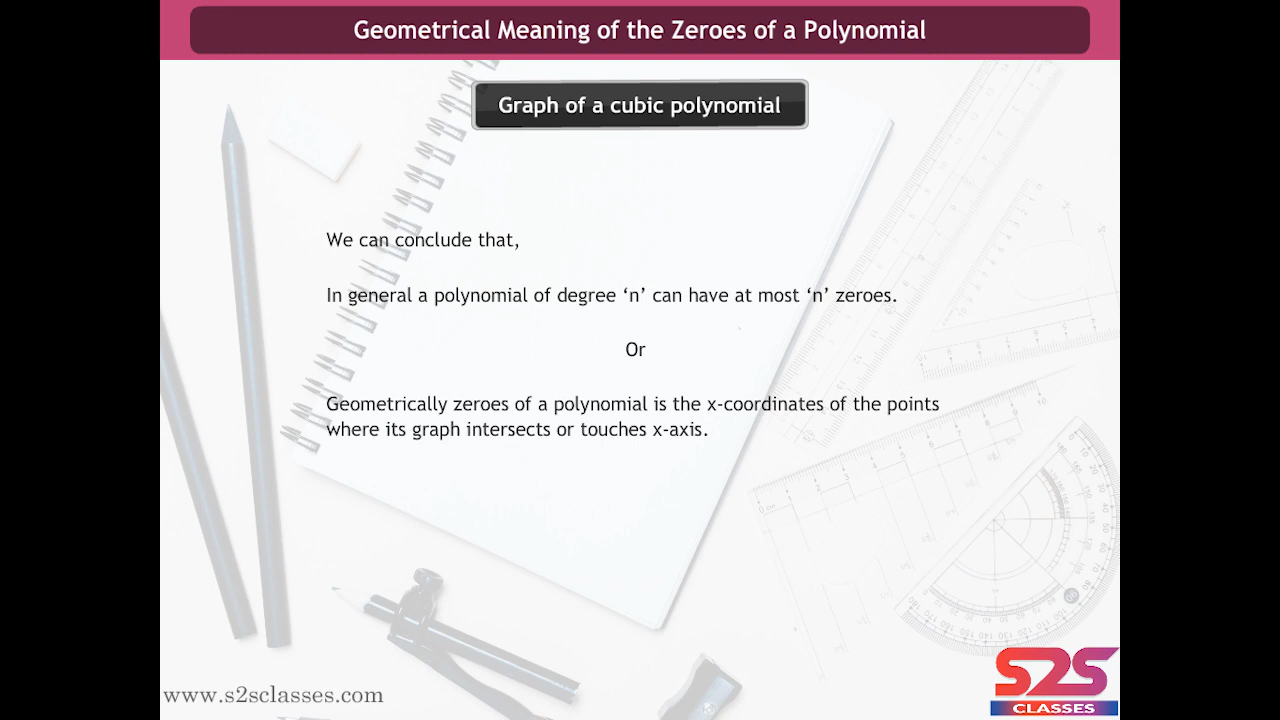 Geometrical Meaning of the Zeroes of a Polynomial
Graph of a cubic polynomial
We can conclude that,
In general a polynomial of degree ‘n’ can have at most ‘n’ zeroes.
Or
Geometrically zeroes of a polynomial is the x-coordinates of the points
where its graph intersects or touches x-axis.
www.s2sclasses.com
S2S
CLASSES